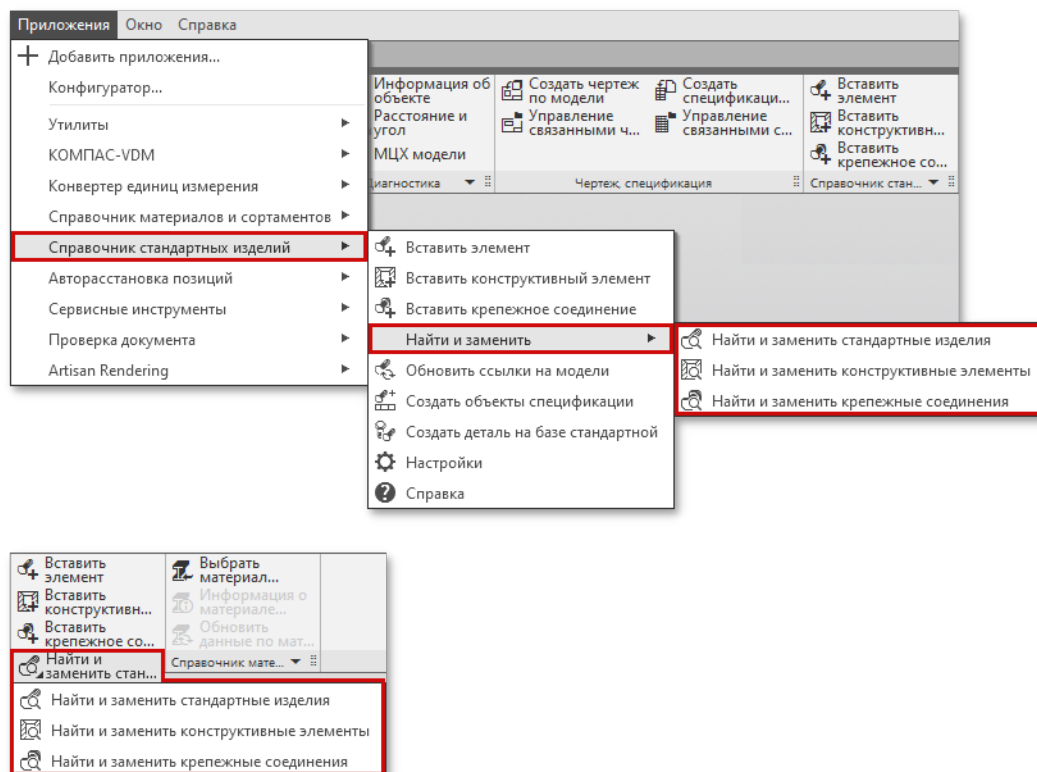 Приложения Окно Справка
Добавить приложения...
Конфигуратор...
Утилиты
КОМПАС-VDM
Конвертер единиц измерения
Справочник материалов и сортаментов
Справочник стандартных изделий
Авторасстановка позиций
Сервисные инструменты
Проверка документа
Artisan Rendering
Информация об
объекте
Расстояние и
угол
МЦХ модели
Диагностика
Создать чертеж
по модели
Управление
связанными ч...
Создать
спецификаци...
Управление
связанными с...
Чертеж, спецификация
Вставить
элемент
Вставить
конструктивн...
Вставить
крепежное со...
Справочник стан...
Вставить элемент
Вставить конструктивный элемент
Вставить крепежное соединение
Найти и заменить
Обновить ссылки на модели
Создать объекты спецификации
Создать деталь на базе стандартной
Настройки
Справка
Найти и заменить стандартные изделия
Найти и заменить конструктивные элементы
Найти и заменить крепежные соединения
Вставить
элемент
Вставить
конструктивн...
Вставить
крепежное со...
Найти и
заменить стан...
Выбрать
материал...
Информация о
материале...
Обновить
данные по мат...
Справочник мате...
Найти и заменить стандартные изделия
Найти и заменить конструктивные элементы
Найти и заменить крепежные соединения